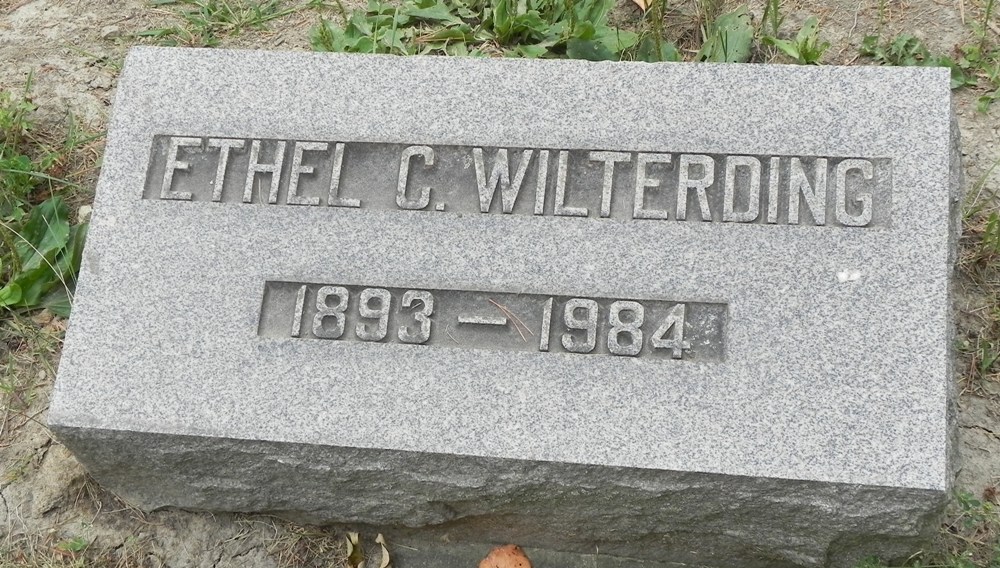 ETHEL C. WILTERDING
1893 — 1984